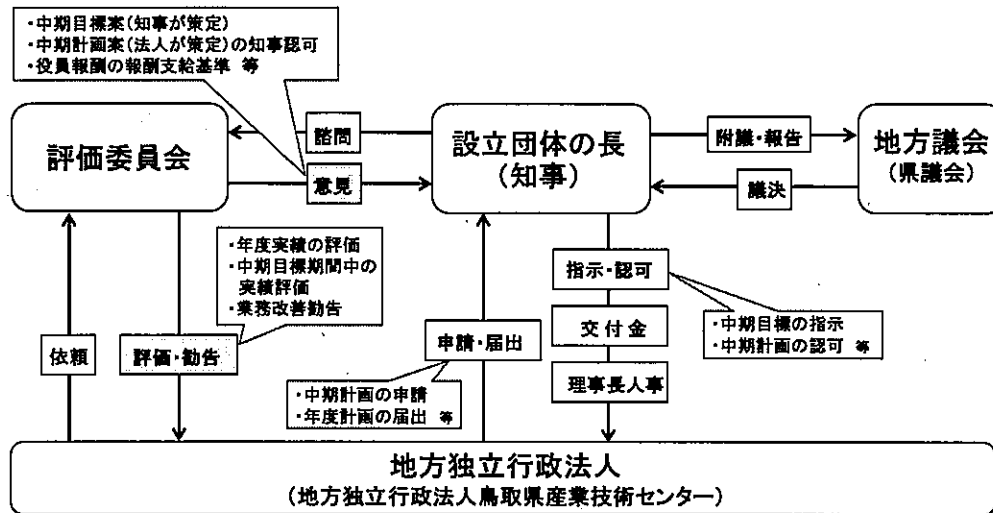 ・中期目標案(知事が策定)
・中期計画案(法人が策定)の知事認可
・役員報酬の報酬支給基準 等
評価委員会
諮問
意見
設立団体の長
(知事)
附議・報告
議決
地方議会
(県議会)
・年度実績の評価
・中期目標期間中の
実績評価
・業務改善勧告
指示・認可
・中期目標の指示
・中期計画の認可 等
交付金
理事長人事
依頼
評価・勧告
申請・届出
・中期計画の申請
・年度計画の届出 等
地方独立行政法人
(地方独立行政法人鳥取県産業技術センター)